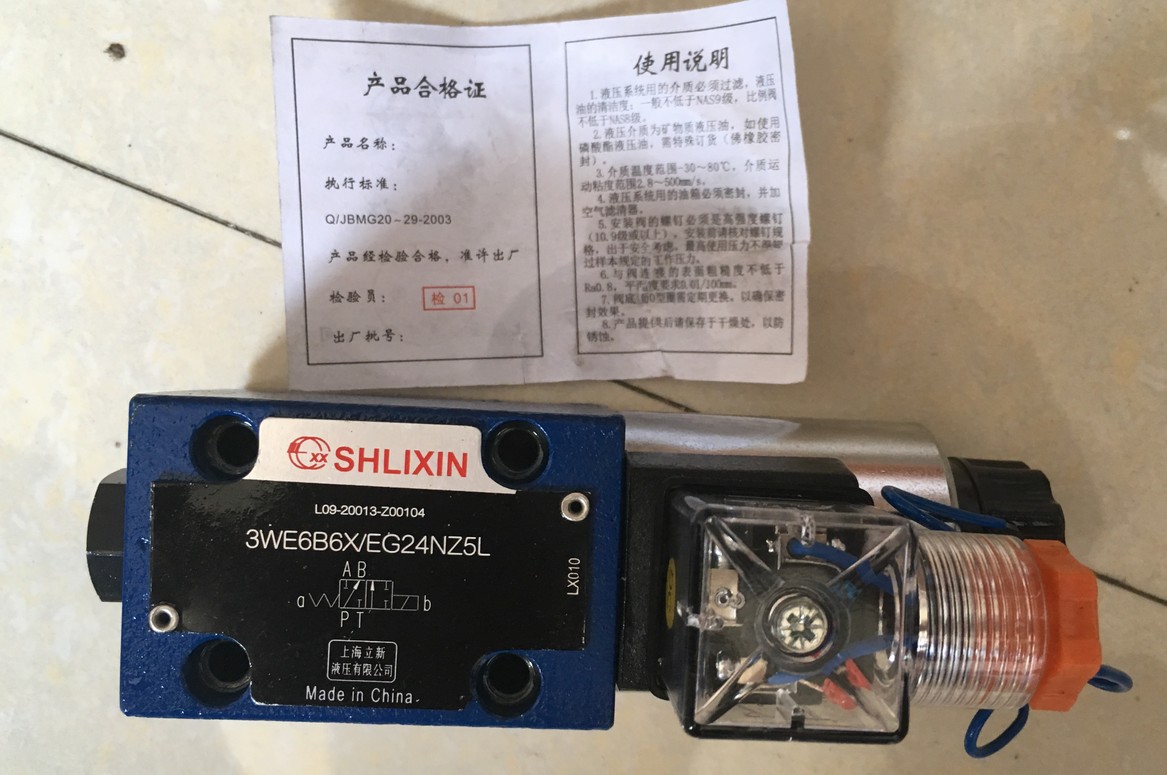 产品合格证
产品名称：
执行标准：
Q/JBMG20～29-2003
产品经检验合格，准许出厂
检验员：
检 01
出厂批号：
使用说明
1.液压系统用的介质必须过滤，液压
油的清洁度：一般不低于NAS9级，比例阀
不低于NAS8级。
2.液压介质为矿物质液压油，如使用
磷酸酯液压油，需特殊订货（佛橡胶密
封）。
3.介质温度范围-30～80℃，介质运
动粘度范围2.8～500mm/s。
4.液压系统用的油箱必须密封，并加
空气滤清器。
5.安装阀的螺钉必须是高强度螺钉
（10.9级或以上）。安装前请核对螺钉规
格，出于安全考虑，最高使用压力不得超
过样本规定的工作压力。
6.与阀连接的表面粗糙度不低于
Ra0.8，平面度要求0.01/100mm。
7.阀底面O型圈需定期更换，以确保密
封效果。
8.产品提供后请保存于干燥处，以防
锈蚀。
xx SHLIXIN
L09-20013-Z00104
3WE6B6X/EG24NZ5L
LX010
A B
a b
P T
上海立新
液压有限公司
Made in China